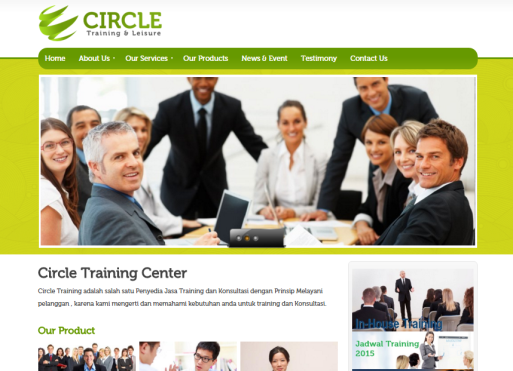 CIRCLE
Training & Leisure
Home About Us Our Services Our Products News & Event Testimony Contact Us
Circle Training Center
Circle Training adalah salah satu Penyedia Jasa Training dan Konsultasi dengan Prinsip Melayani
pelanggan , karena kami mengerti dan memahami kebutuhan anda untuk training dan Konsultasi.
In-House Training
Jadwal Training
2015
Our Product